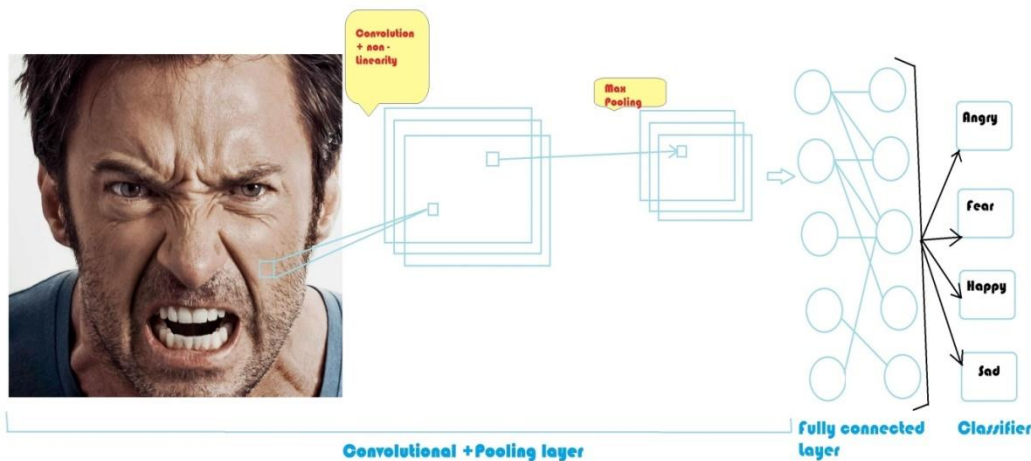 Convolution
+ non -
Linearity
Max
Pooling
Angry
Fear
Happy
Sad
Convolutional +Pooling layer
Fully connected
Layer
Classifier